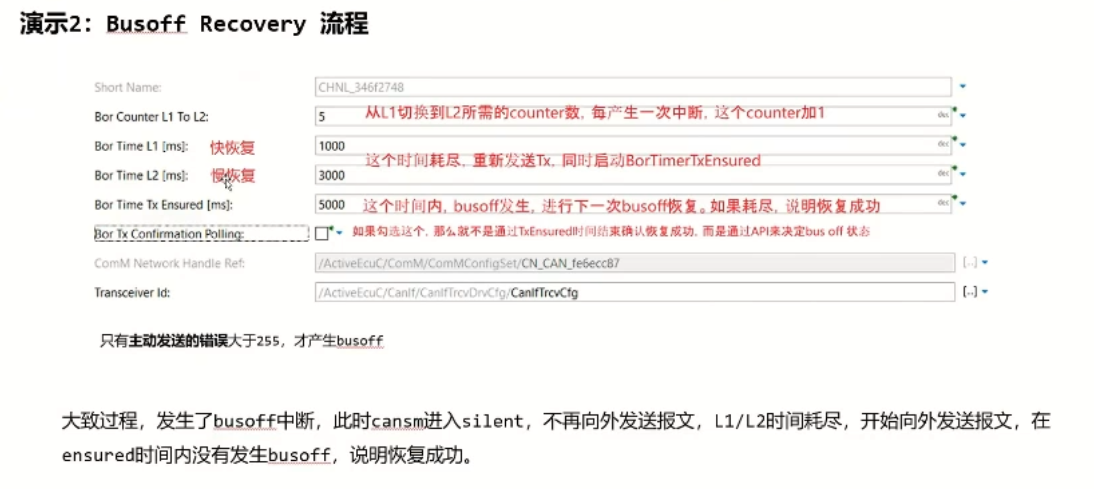 演示2：Busoff Recovery 流程
Short Name: CHNL_346f2748
Bor Counter L1 To L2: 5 从L1切换到L2所需的counter数，每产生一次中断，这个counter加1 dec
Bor Time L1 [ms]: 快恢复 1000 dec
这个时间耗尽，重新发送Tx，同时启动BorTimerTxEnsured
Bor Time L2 [ms]: 慢恢复 3000 dec
Bor Time Tx Ensured [ms]: 5000 这个时间内，busoff发生，进行下一次busoff恢复。如果耗尽，说明恢复成功 dec
Bor Tx Confirmation Polling: 如果勾选这个，那么就不是通过TxEnsured时间结束确认恢复成功，而是通过API来决定bus off 状态
ComM Network Handle Ref: /ActiveEcuC/ComM/ComMConfigSet/CN_CAN_fe6ecc87 [..]
Transceiver Id: /ActiveEcuC/CanIf/CanIfTrcvDrvCfg/CanIfTrcvCfg [..]
只有主动发送的错误大于255，才产生busoff
大致过程，发生了busoff中断，此时cansm进入silent，不再向外发送报文，L1/L2时间耗尽，开始向外发送报文，在
ensured时间内没有发生busoff，说明恢复成功。